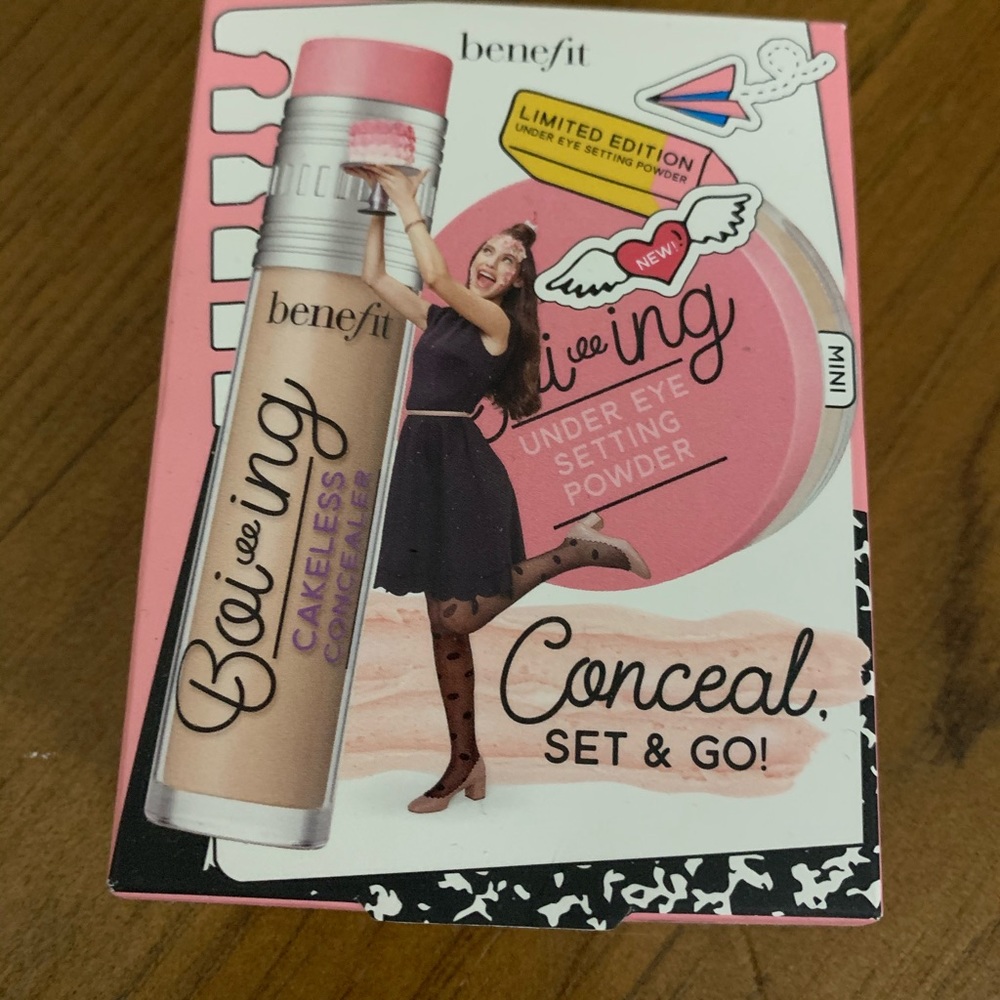 benefit
LIMITED EDITION
UNDER EYE SETTING POWDER
NEW!
MINI
benefit
Boi-ing
CAKELESS
CONCEALER
ing
UNDER EYE
SETTING
POWDER
Conceal,
SET & GO!